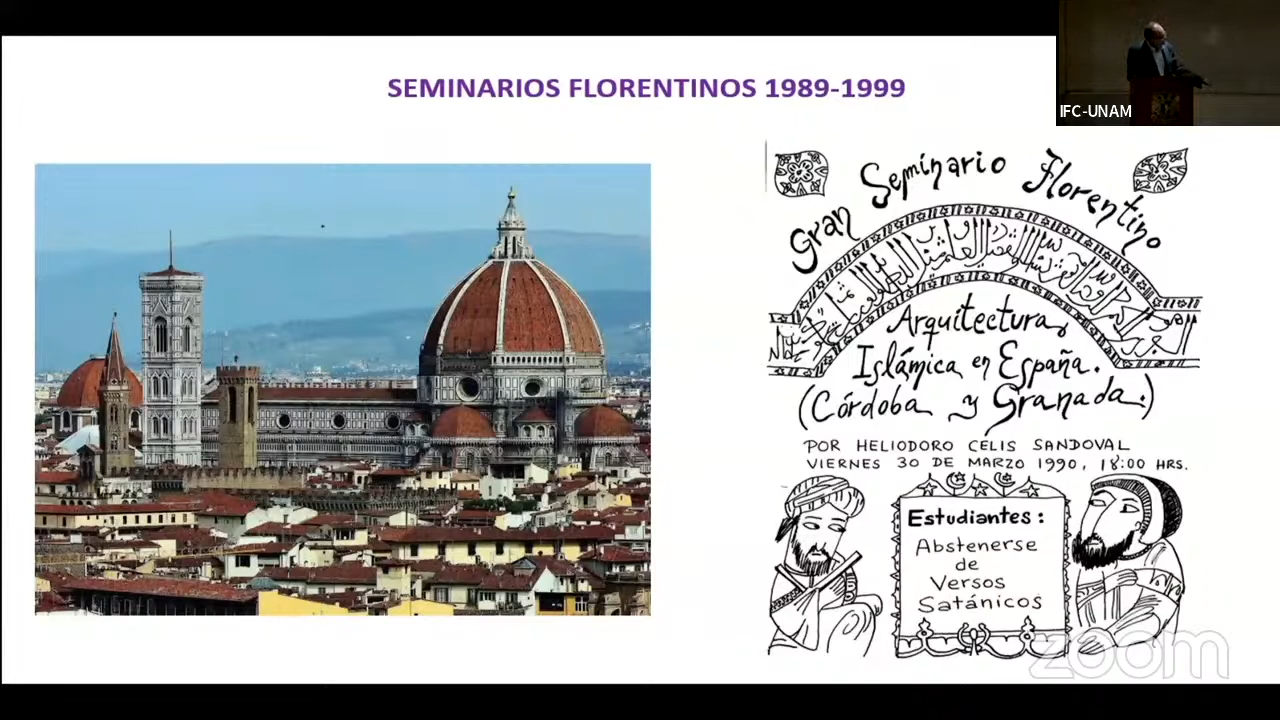 SEMINARIOS FLORENTINOS 1989-1999
IFC-UNAM
Gran Seminario Florentino
Arquitectura
Islámica en España.
(Córdoba y Granada.)
POR HELIODORO CELIS SANDOVAL
VIERNES 30 DE MARZO 1990, 18:00 HRS.
Estudiantes:
Abstenerse
de
Versos
Satánicos
zoom